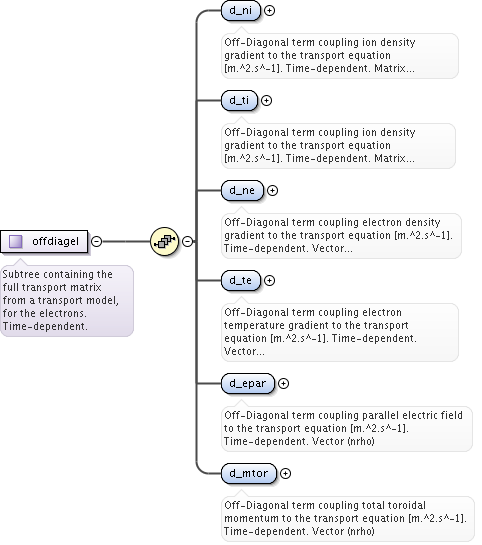 d_ni
Off-Diagonal term coupling ion density
gradient to the transport equation
[m.^2.s^-1]. Time-dependent. Matrix...
d_ti
Off-Diagonal term coupling ion density
gradient to the transport equation
[m.^2.s^-1]. Time-dependent. Matrix...
d_ne
Off-Diagonal term coupling electron density
gradient to the transport equation [m.^2.s^-1].
Time-dependent. Vector...
offdiagel
Subtree containing the
full transport matrix
from a transport model,
for the electrons.
Time-dependent.
d_te
Off-Diagonal term coupling electron
temperature gradient to the transport
equation [m.^2.s^-1]. Time-dependent.
Vector...
d_epar
Off-Diagonal term coupling parallel electric field
to the transport equation [m.^2.s^-1].
Time-dependent. Vector (nrho)
d_mtor
Off-Diagonal term coupling total toroidal
momentum to the transport equation [m.^2.s^-1].
Time-dependent. Vector (nrho)